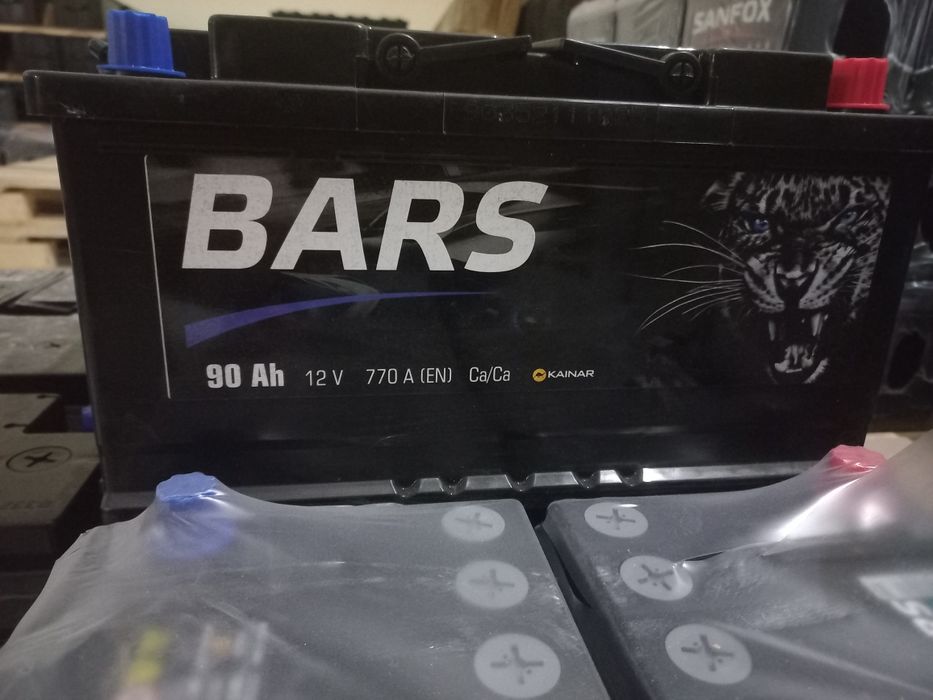 SANFOX
BARS
90 Ah 12 V 770 A (EN) Ca/Ca KAINAR